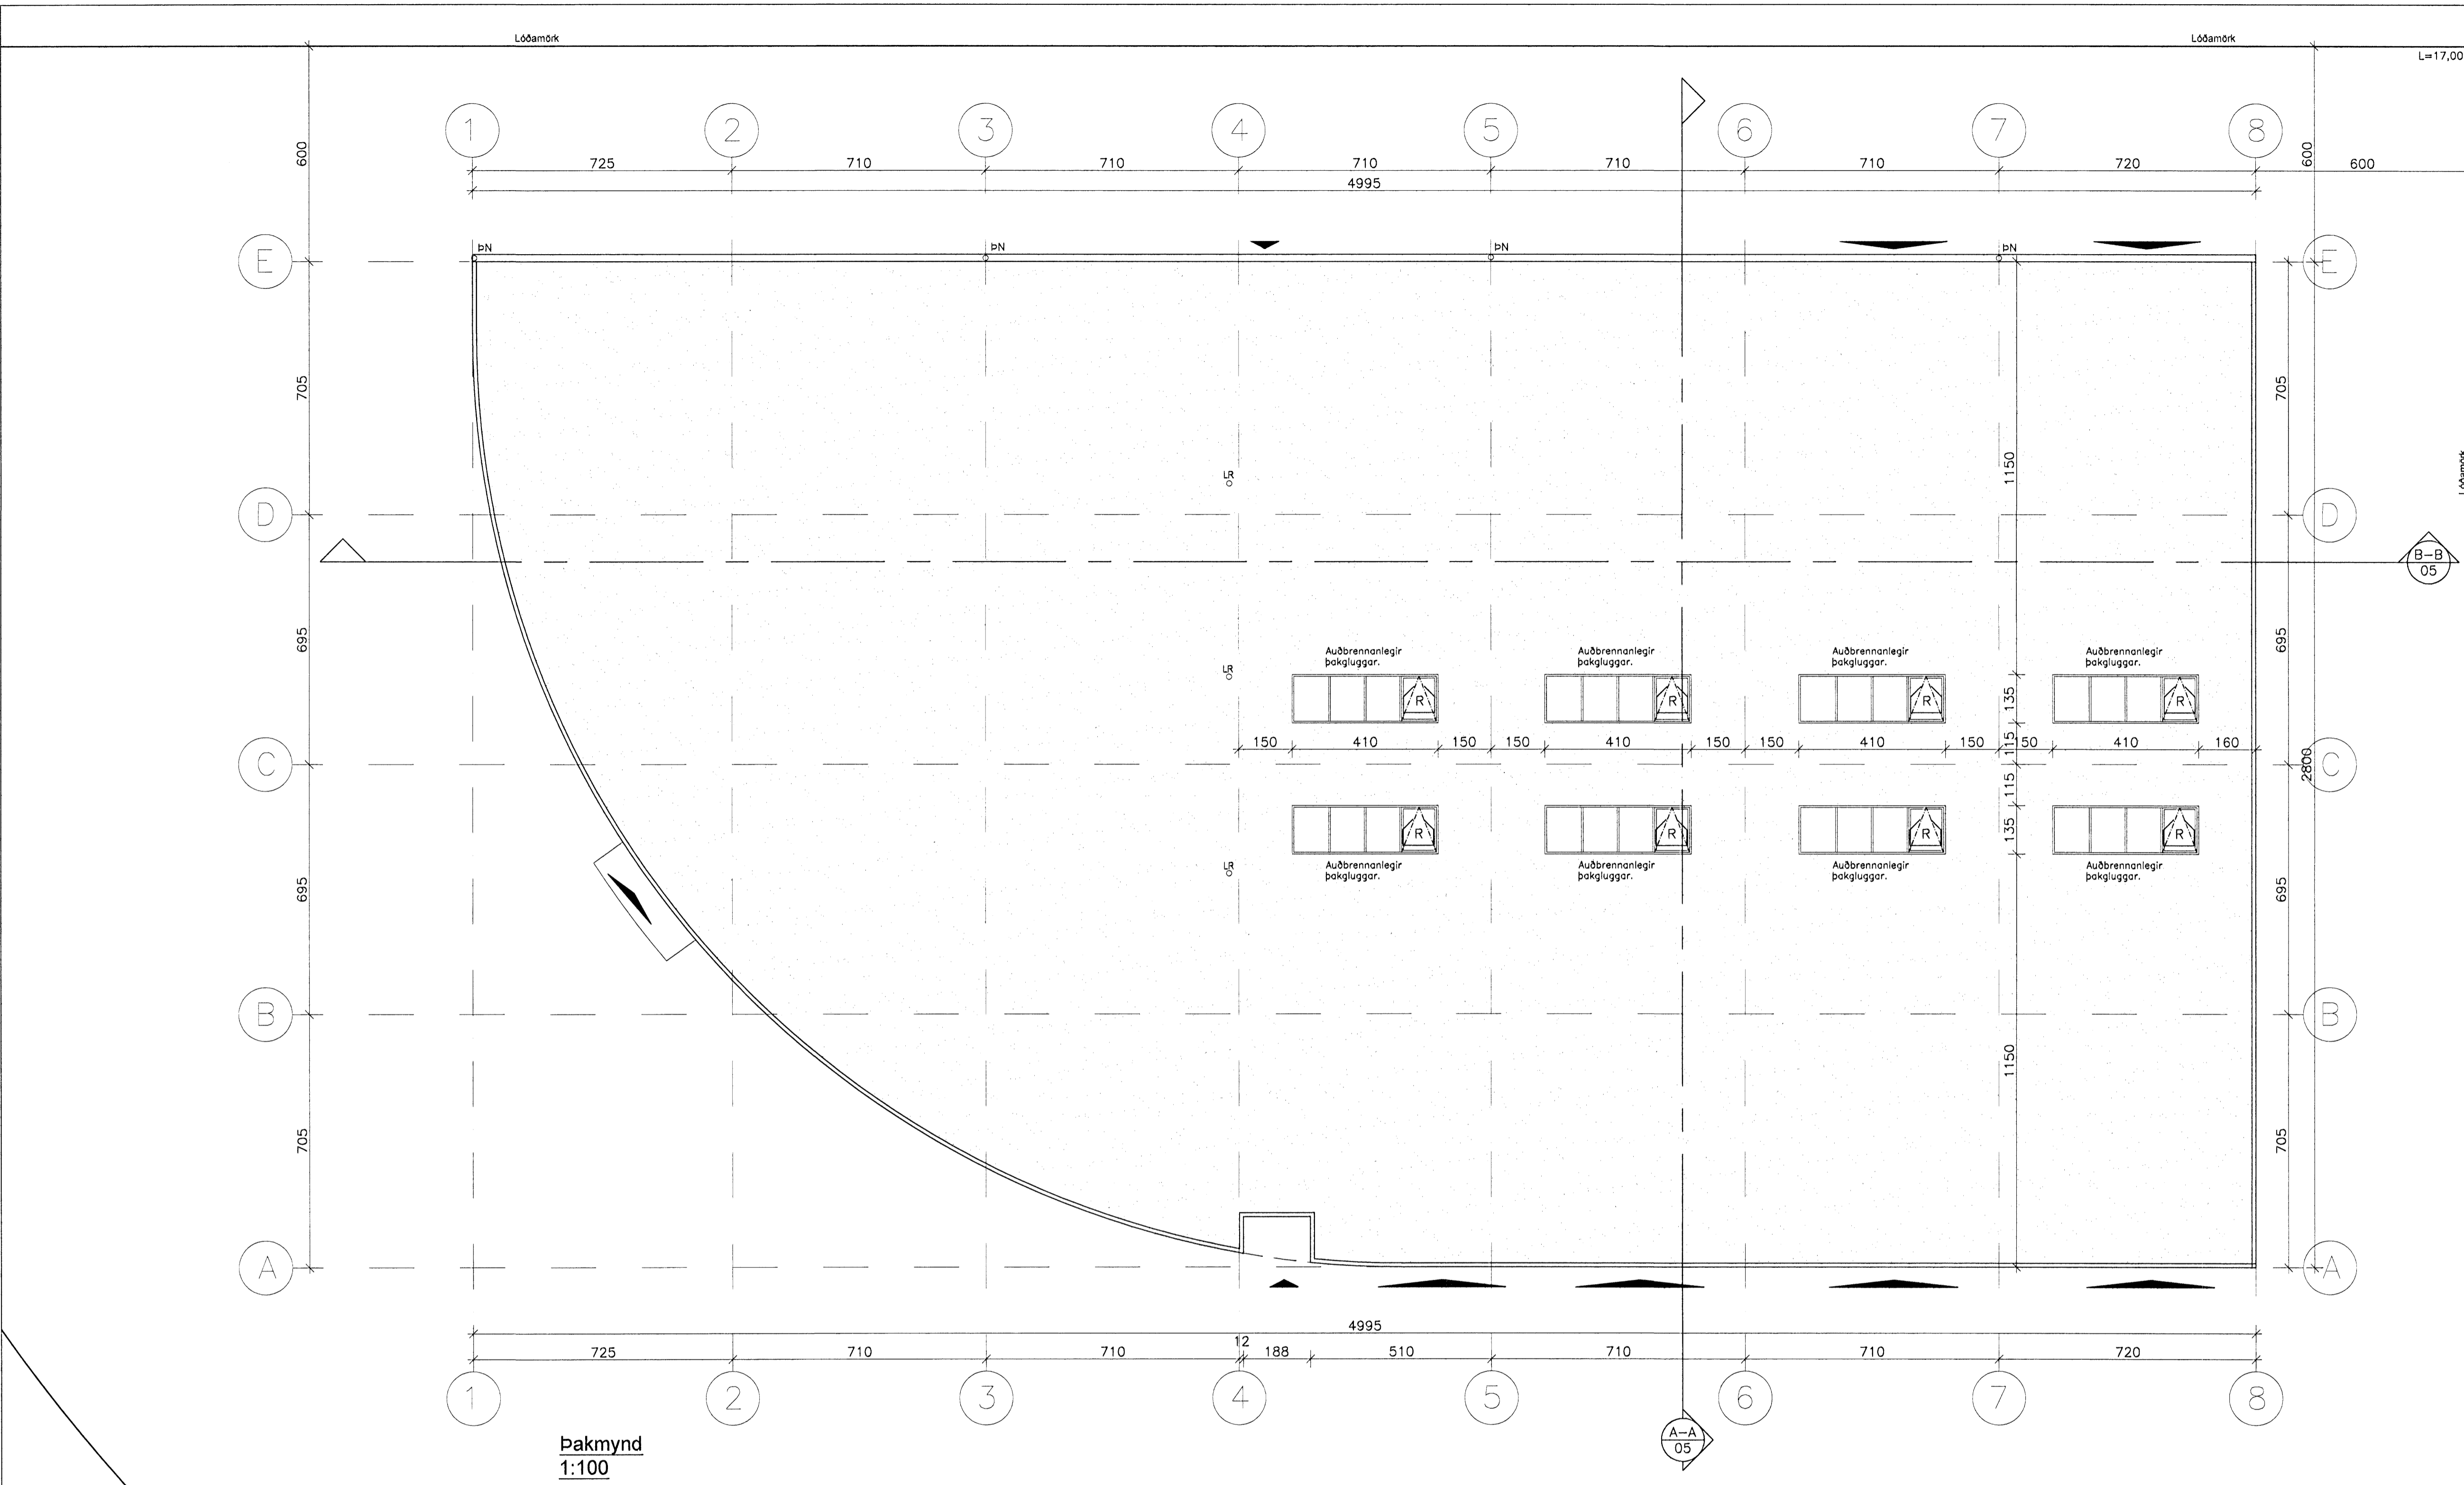 Lóðamörk
Lóðamörk
L=17,00
1 2 3 4 5 6 7 8
600
725 710 710 710 710 710 720
600
600
4995
ÞN ÞN ÞN ÞN
E E
705 705
1150
LR
Lóðamörk
D D
B-B
05
695 695
Auðbrennanlegir Auðbrennanlegir Auðbrennanlegir Auðbrennanlegir
þakgluggar. þakgluggar. þakgluggar. þakgluggar.
LR
R R R R
135
150 410 150 150 410 150 150 410 150 150 410 160
115
C C
2800
115
R R R R
135
Auðbrennanlegir Auðbrennanlegir Auðbrennanlegir Auðbrennanlegir
þakgluggar. þakgluggar. þakgluggar. þakgluggar.
LR
695 695
B B
1150
705 705
A A
4995
12
725 710 710 188 510 710 710 720
1 2 3 4 5 6 7 8
A-A
05
Þakmynd
1:100